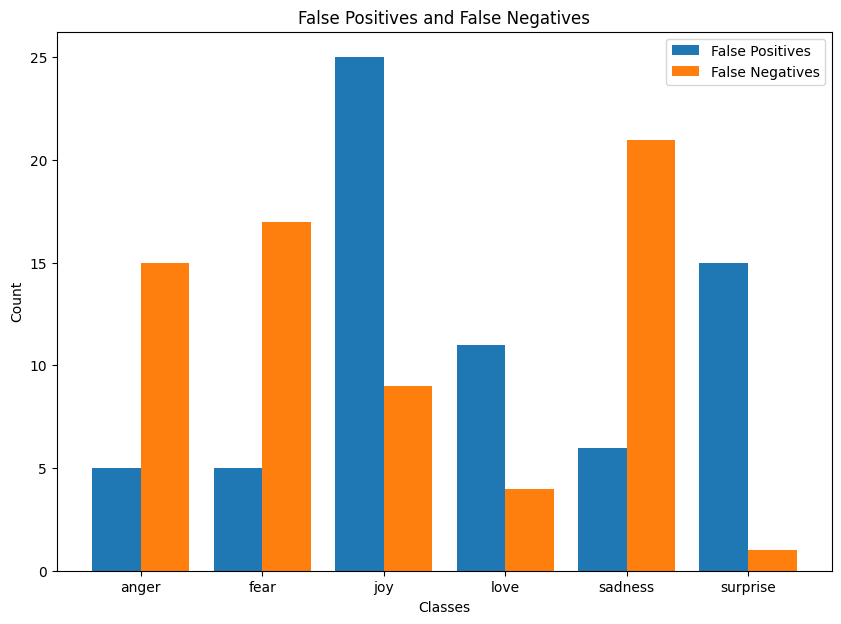 False Positives and False Negatives
False Positives
False Negatives
25
20
15
10
5
0
Count
anger fear joy love sadness surprise
Classes